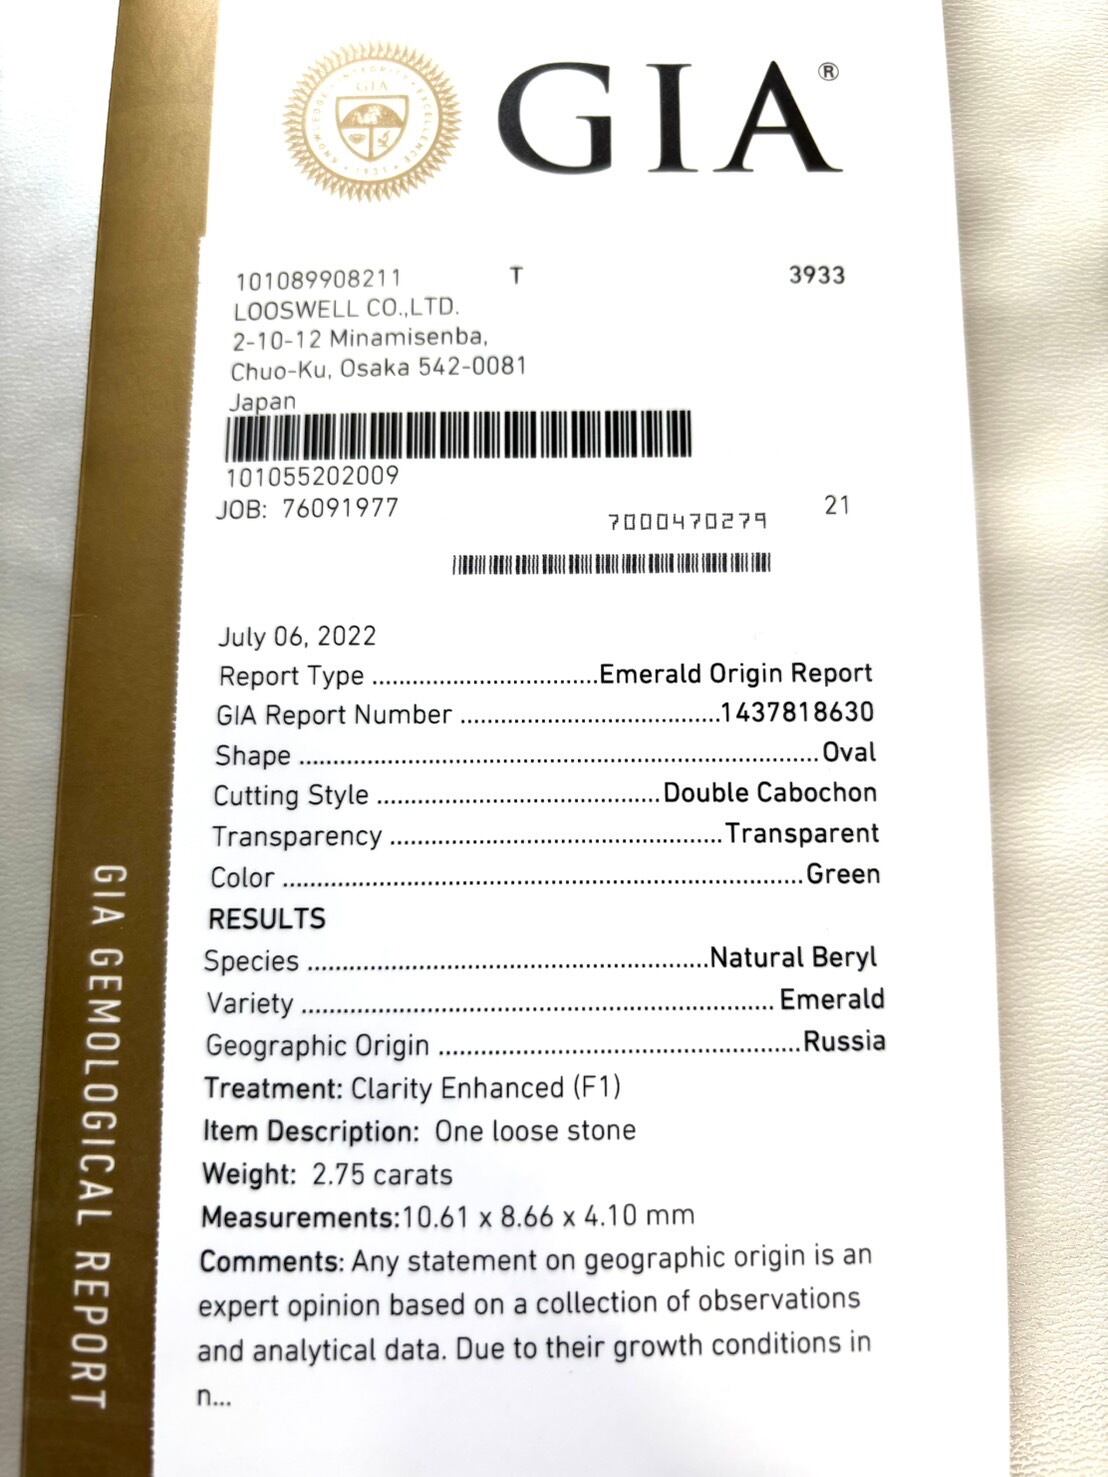 GIA®
KNOWLEDGE • INTEGRITY • EXCELLENCE
GIA
1931
101089908211 T 3933
LOOSWELL CO.,LTD.
2-10-12 Minamisenba,
Chuo-Ku, Osaka 542-0081
Japan
101055202009
JOB: 76091977
7000470279 21
July 06, 2022
Report Type ................................. Emerald Origin Report
GIA Report Number ...................................... 1437818630
Shape ............................................................................ Oval
Cutting Style ......................................... Double Cabochon
Transparency ................................................ Transparent
Color ........................................................................... Green
RESULTS
Species .......................................................... Natural Beryl
Variety .................................................................... Emerald
Geographic Origin ..................................................... Russia
Treatment: Clarity Enhanced (F1)
Item Description: One loose stone
Weight: 2.75 carats
Measurements:10.61 x 8.66 x 4.10 mm
Comments: Any statement on geographic origin is an
expert opinion based on a collection of observations
and analytical data. Due to their growth conditions in
n...
GIA GEMOLOGICAL REPORT